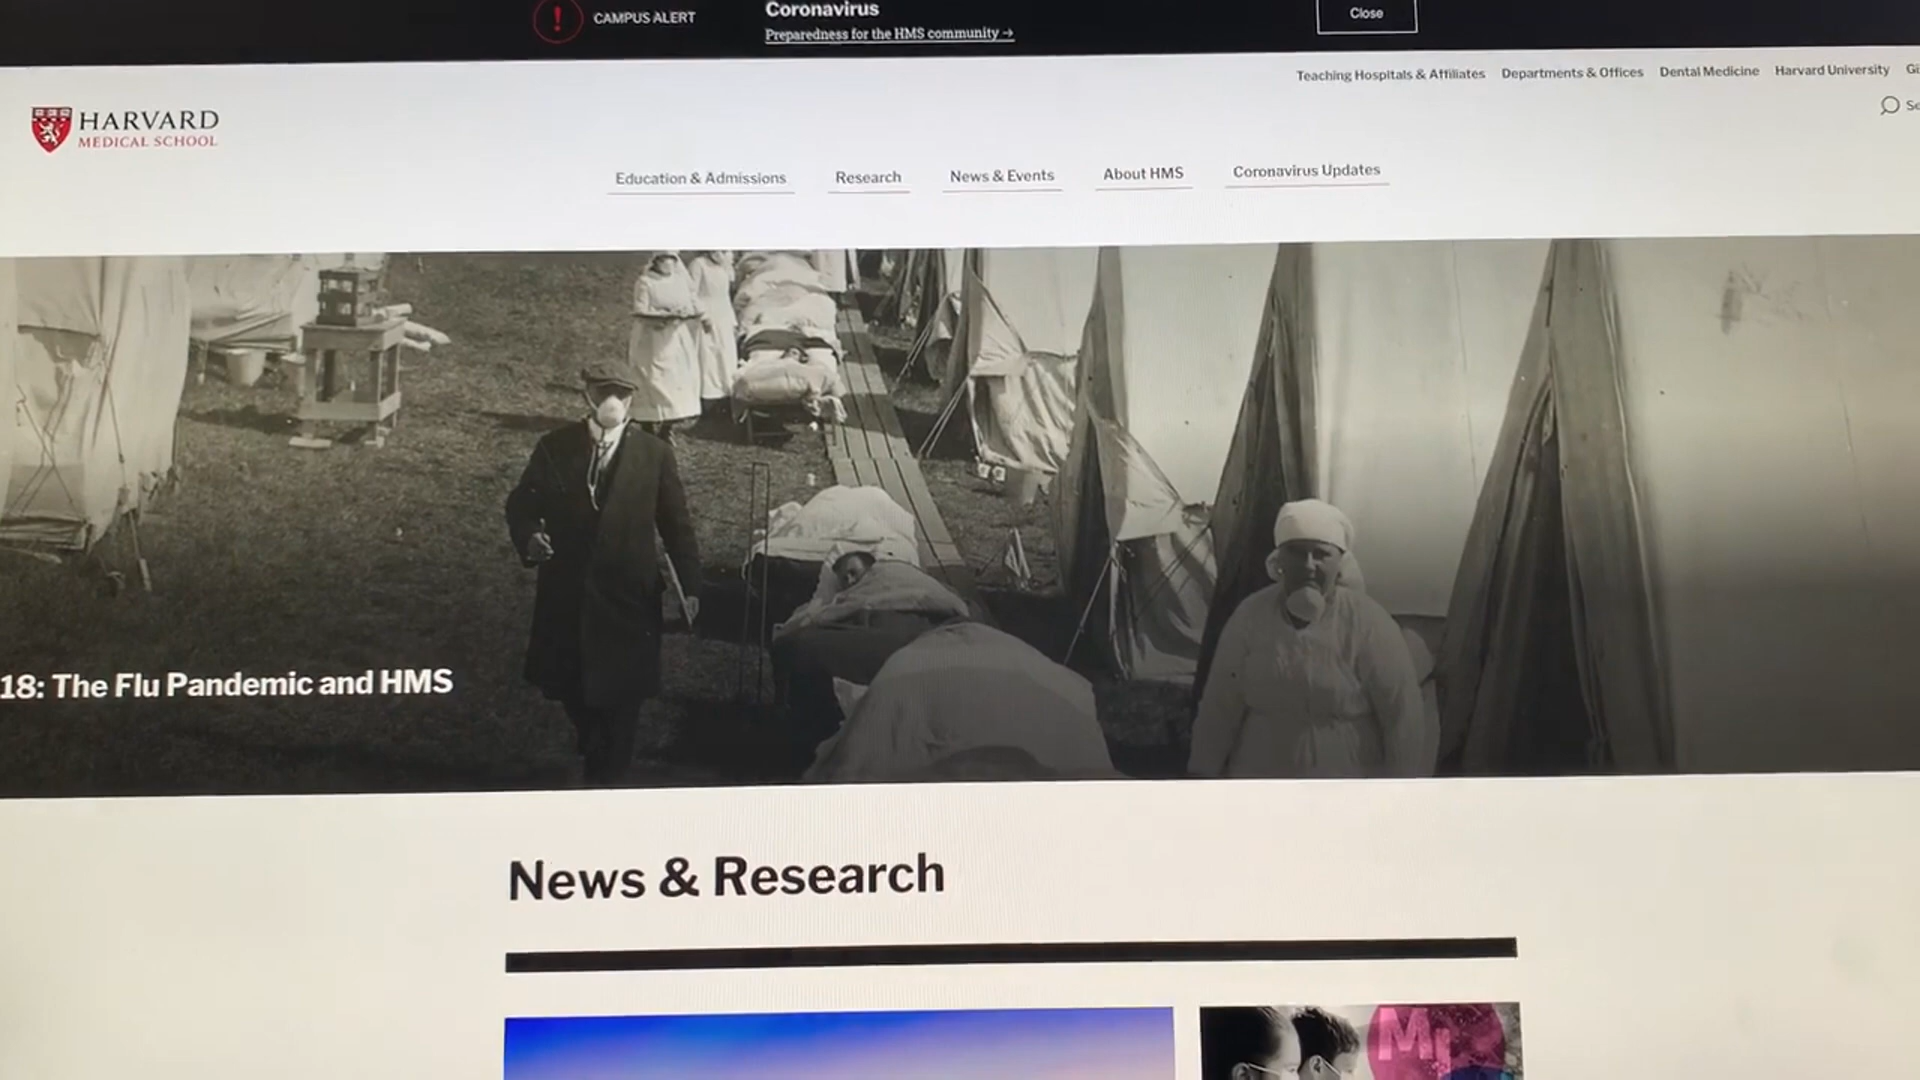 CAMPUS ALERT
Coronavirus
Preparedness for the HMS community →
Close
Teaching Hospitals & Affiliates Departments & Offices Dental Medicine Harvard University
HARVARD
MEDICAL SCHOOL
Education & Admissions Research News & Events About HMS Coronavirus Updates
18: The Flu Pandemic and HMS
News & Research